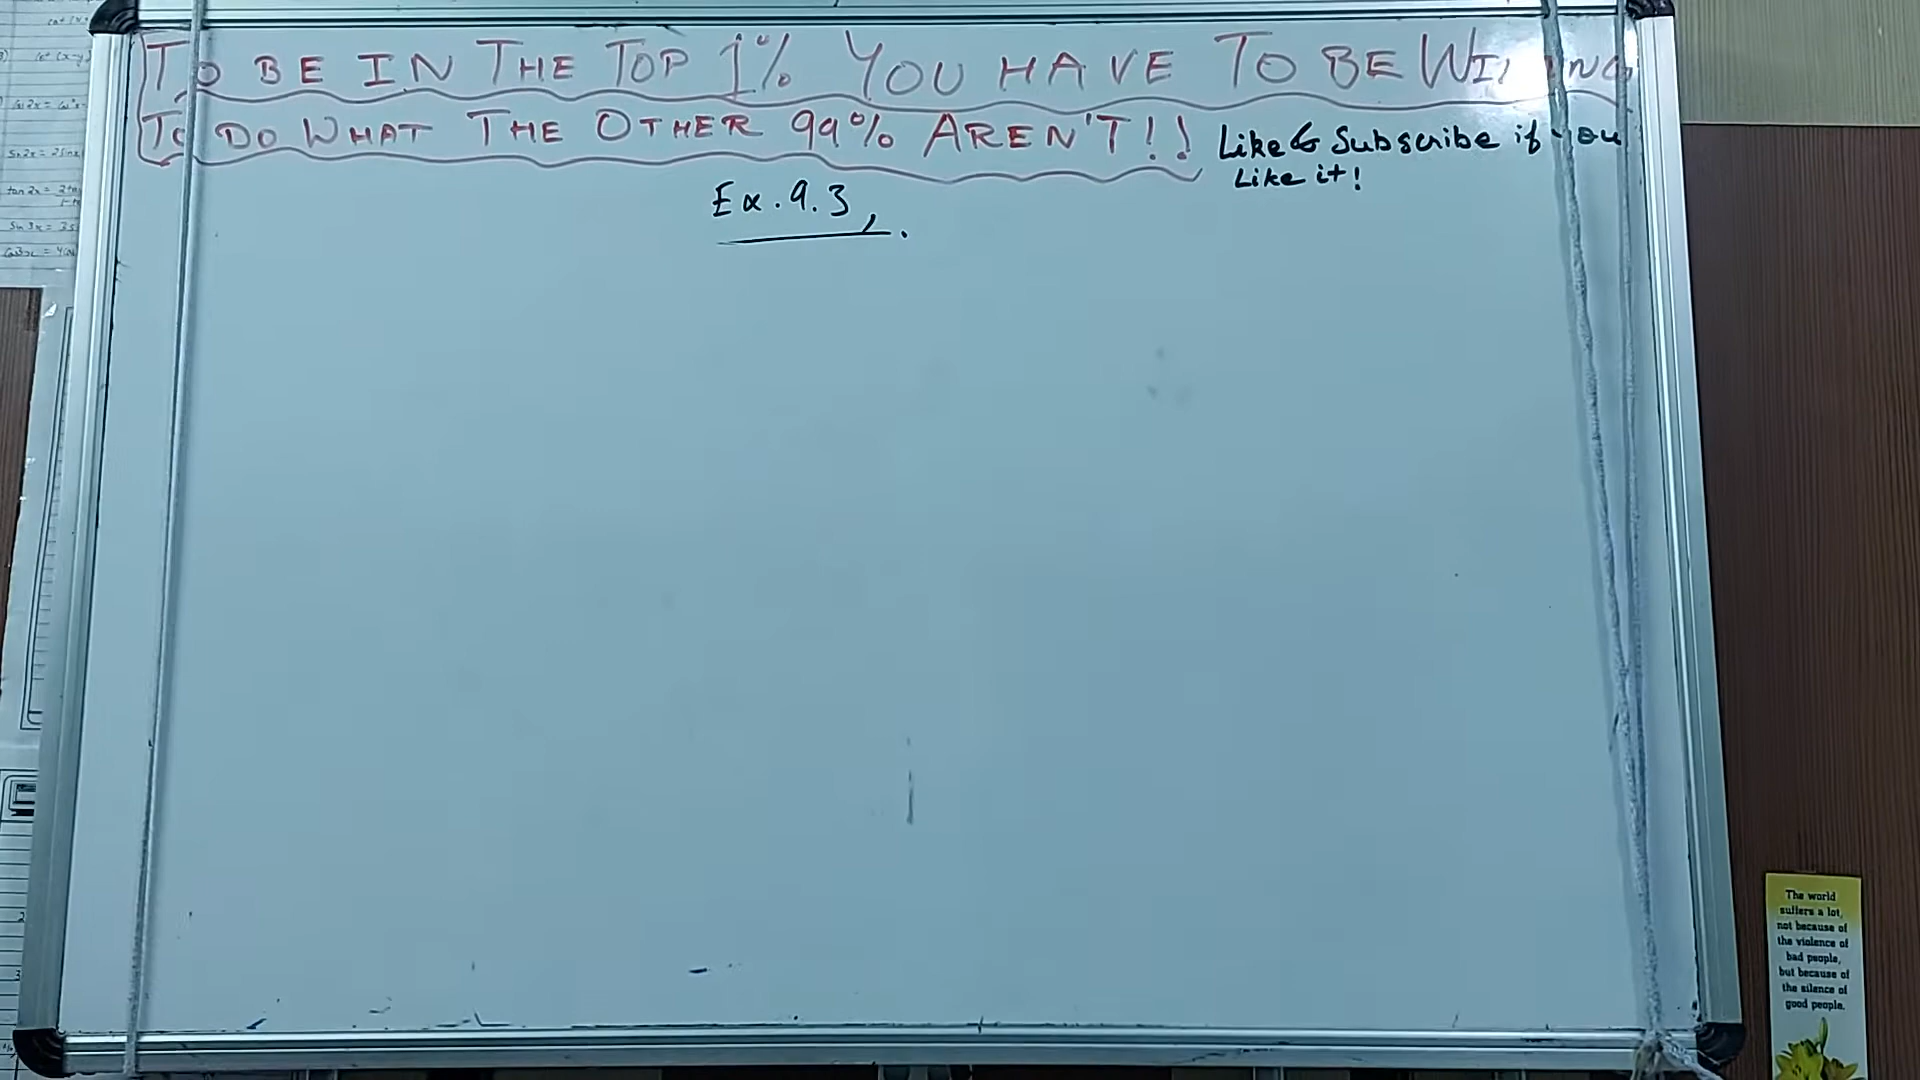 TO BE IN THE TOP 1% YOU HAVE TO BE WILLING
TO DO WHAT THE OTHER 99% AREN'T!!
Like & Subscribe if you
Like it!
Ex. 9.3,.
The world
suffers a lot,
not because of
the violence of
bad people,
but because of
the silence of
good people.